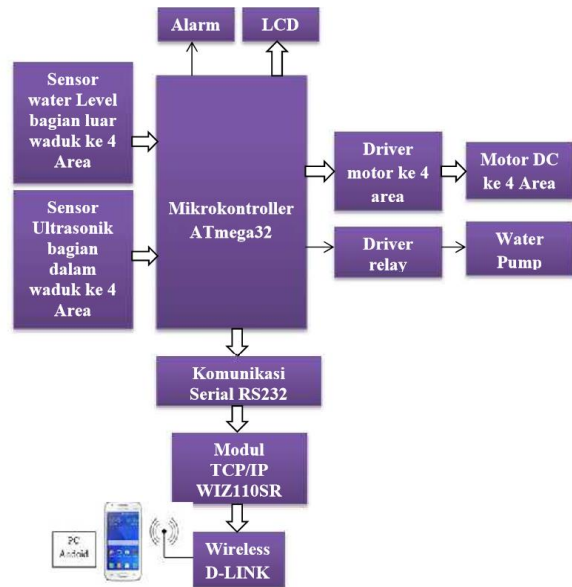 Alarm
LCD
Sensor
water Level
bagian luar
waduk ke 4
Area
Sensor
Ultrasonik
bagian
dalam
waduk ke 4
Area
Mikrokontroller
ATmega32
Driver
motor ke 4
area
Motor DC
ke 4 Area
Driver
relay
Water
Pump
Komunikasi
Serial RS232
Modul
TCP/IP
WIZ110SR
Wireless
D-LINK
PC
Andoid